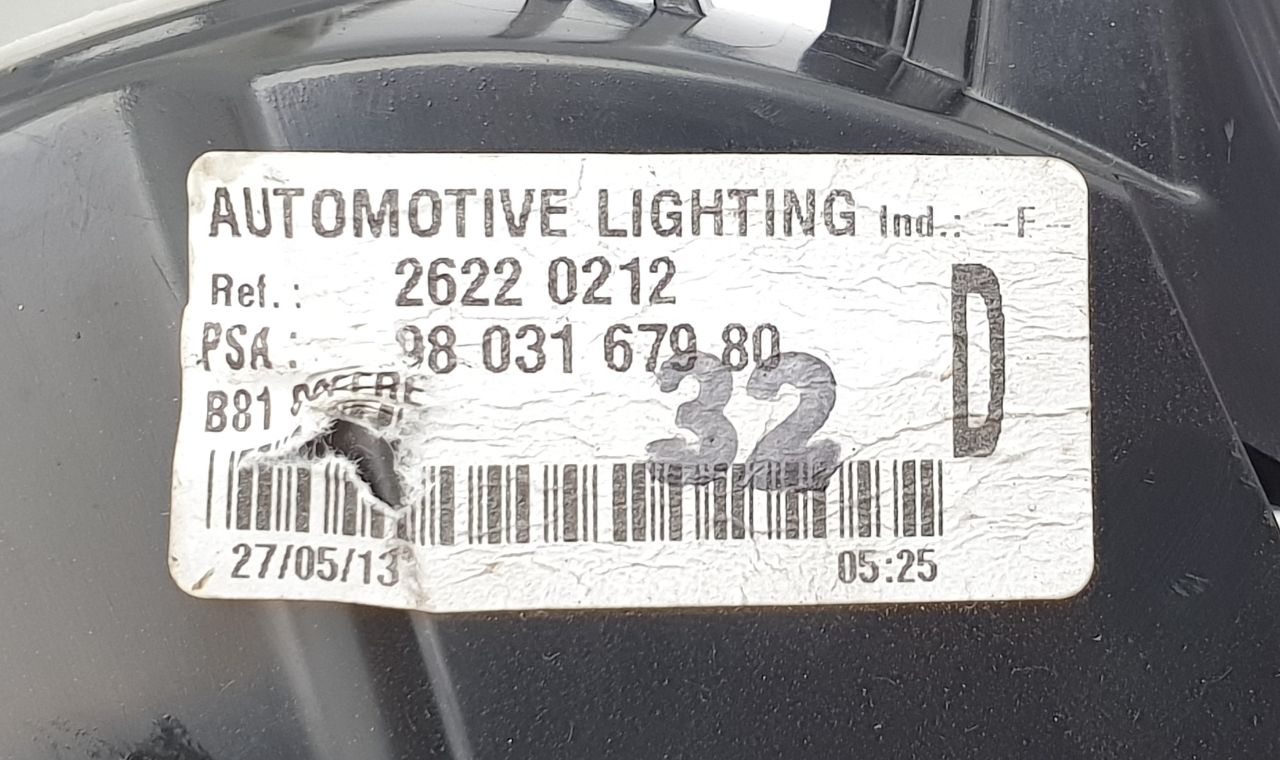 AUTOMOTIVE LIGHTING Ind.: -F-
Ref.: 2622 0212
PSA: 98 031 679 80
D
32
B81
27/05/13 05:25